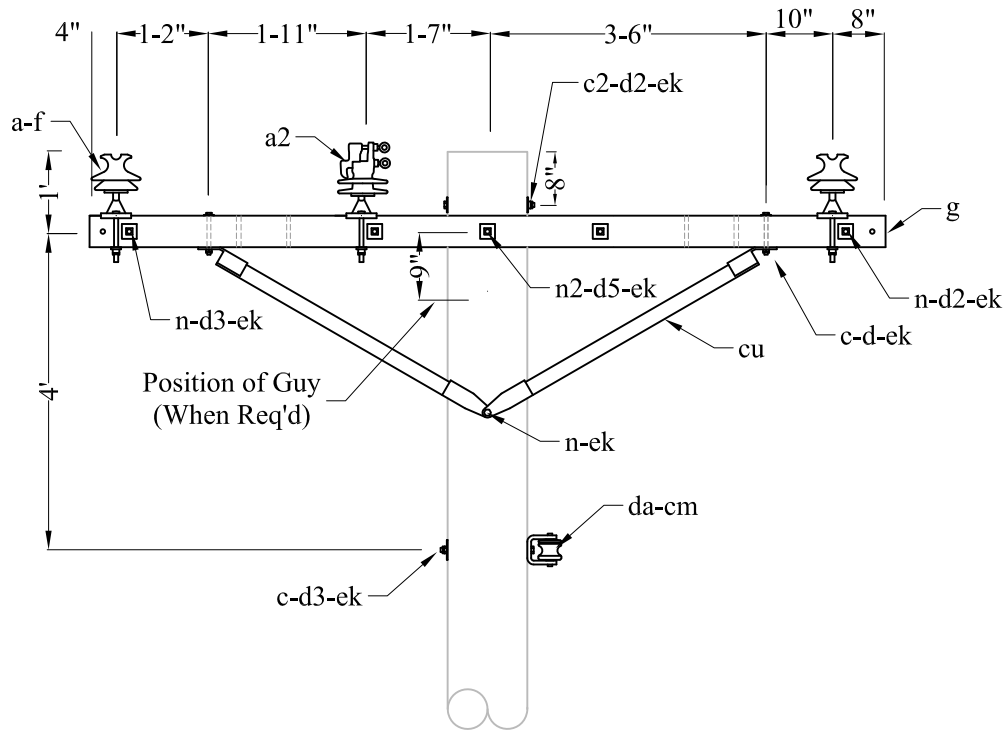 4" 1-2" 1-11" 1-7" 3-6" 10" 8"
c2-d2-ek
a-f
a2
1'
8"
g
9"
n2-d5-ek
n-d3-ek
n-d2-ek
c-d-ek
cu
4'
Position of Guy
(When Req'd)
n-ek
da-cm
c-d3-ek